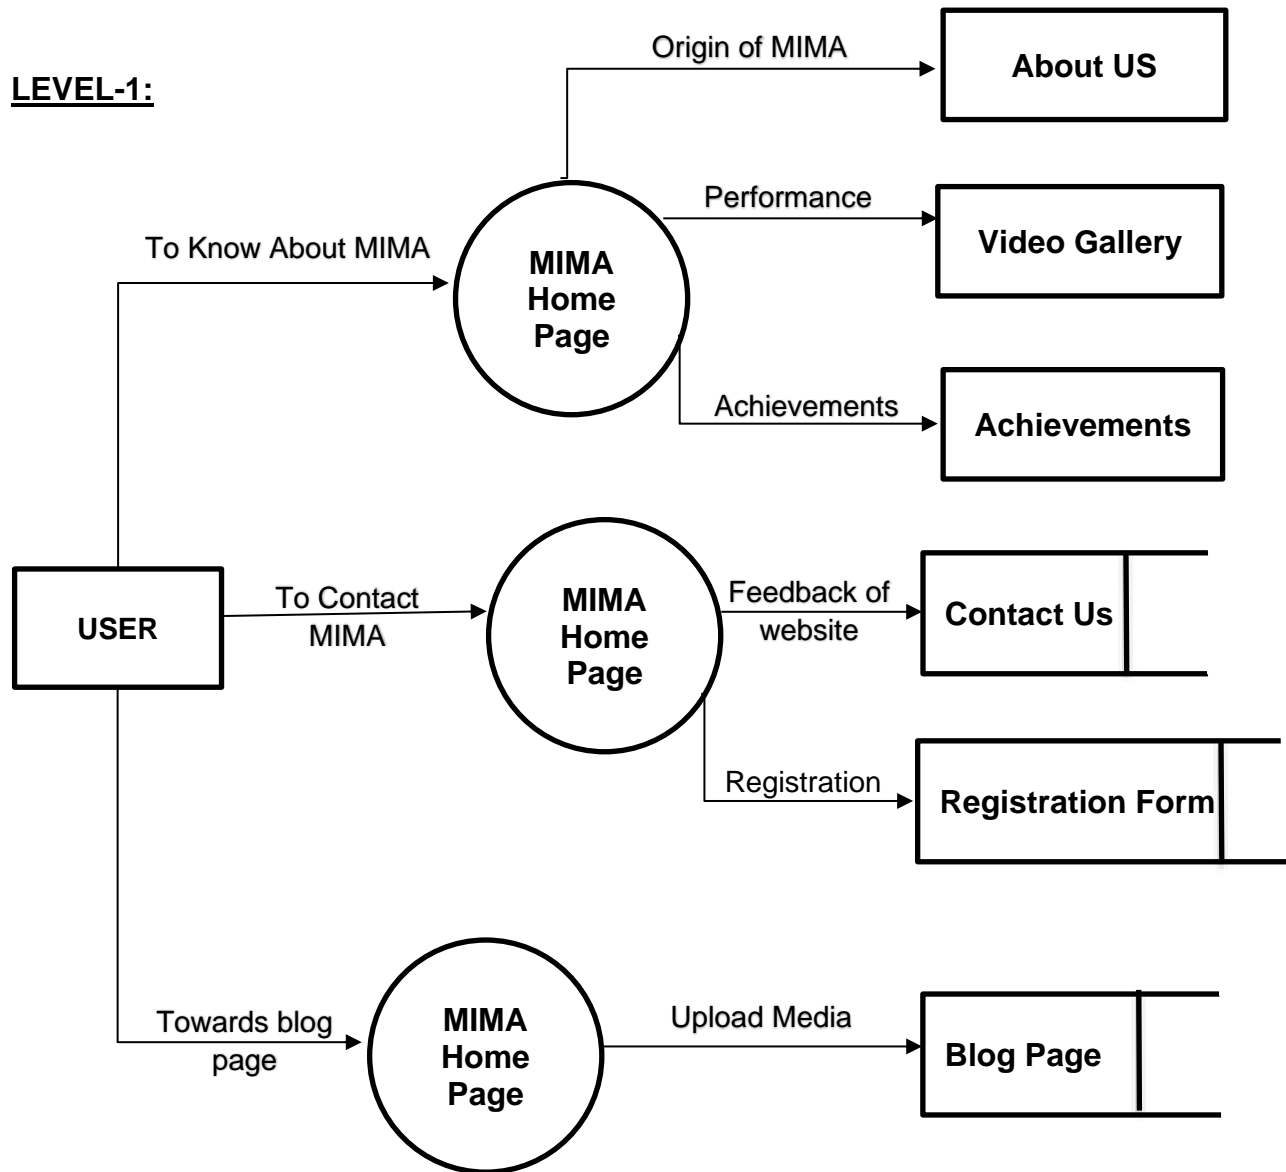 LEVEL-1:
Origin of MIMA
About US
Performance
Video Gallery
To Know About MIMA
MIMA
Home
Page
Achievements
Achievements
USER
To Contact
MIMA
MIMA
Home
Page
Feedback of
website
Contact Us
Registration
Registration Form
Towards blog
page
MIMA
Home
Page
Upload Media
Blog Page